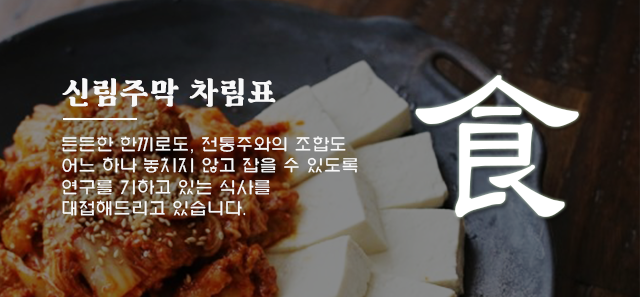 신림주막 차림표
든든한 한끼로도, 전통주와의 조합도
어느 하나 놓치지 않고 잡을 수 있도록
연구를 기하고 있는 식사를
대접해드리고 있습니다.
食